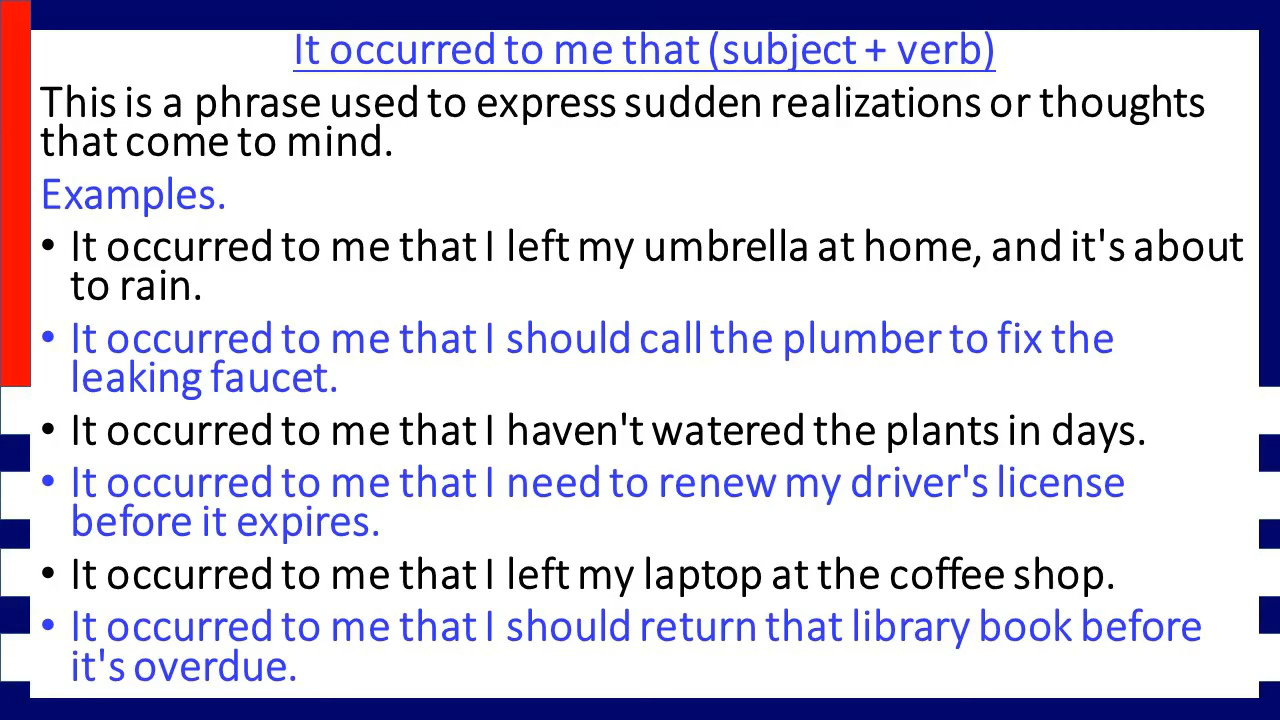 It occurred to me that (subject + verb)
This is a phrase used to express sudden realizations or thoughts
that come to mind.
Examples.
• It occurred to me that I left my umbrella at home, and it's about
to rain.
• It occurred to me that I should call the plumber to fix the
leaking faucet.
• It occurred to me that I haven't watered the plants in days.
• It occurred to me that I need to renew my driver's license
before it expires.
• It occurred to me that I left my laptop at the coffee shop.
• It occurred to me that I should return that library book before
it's overdue.